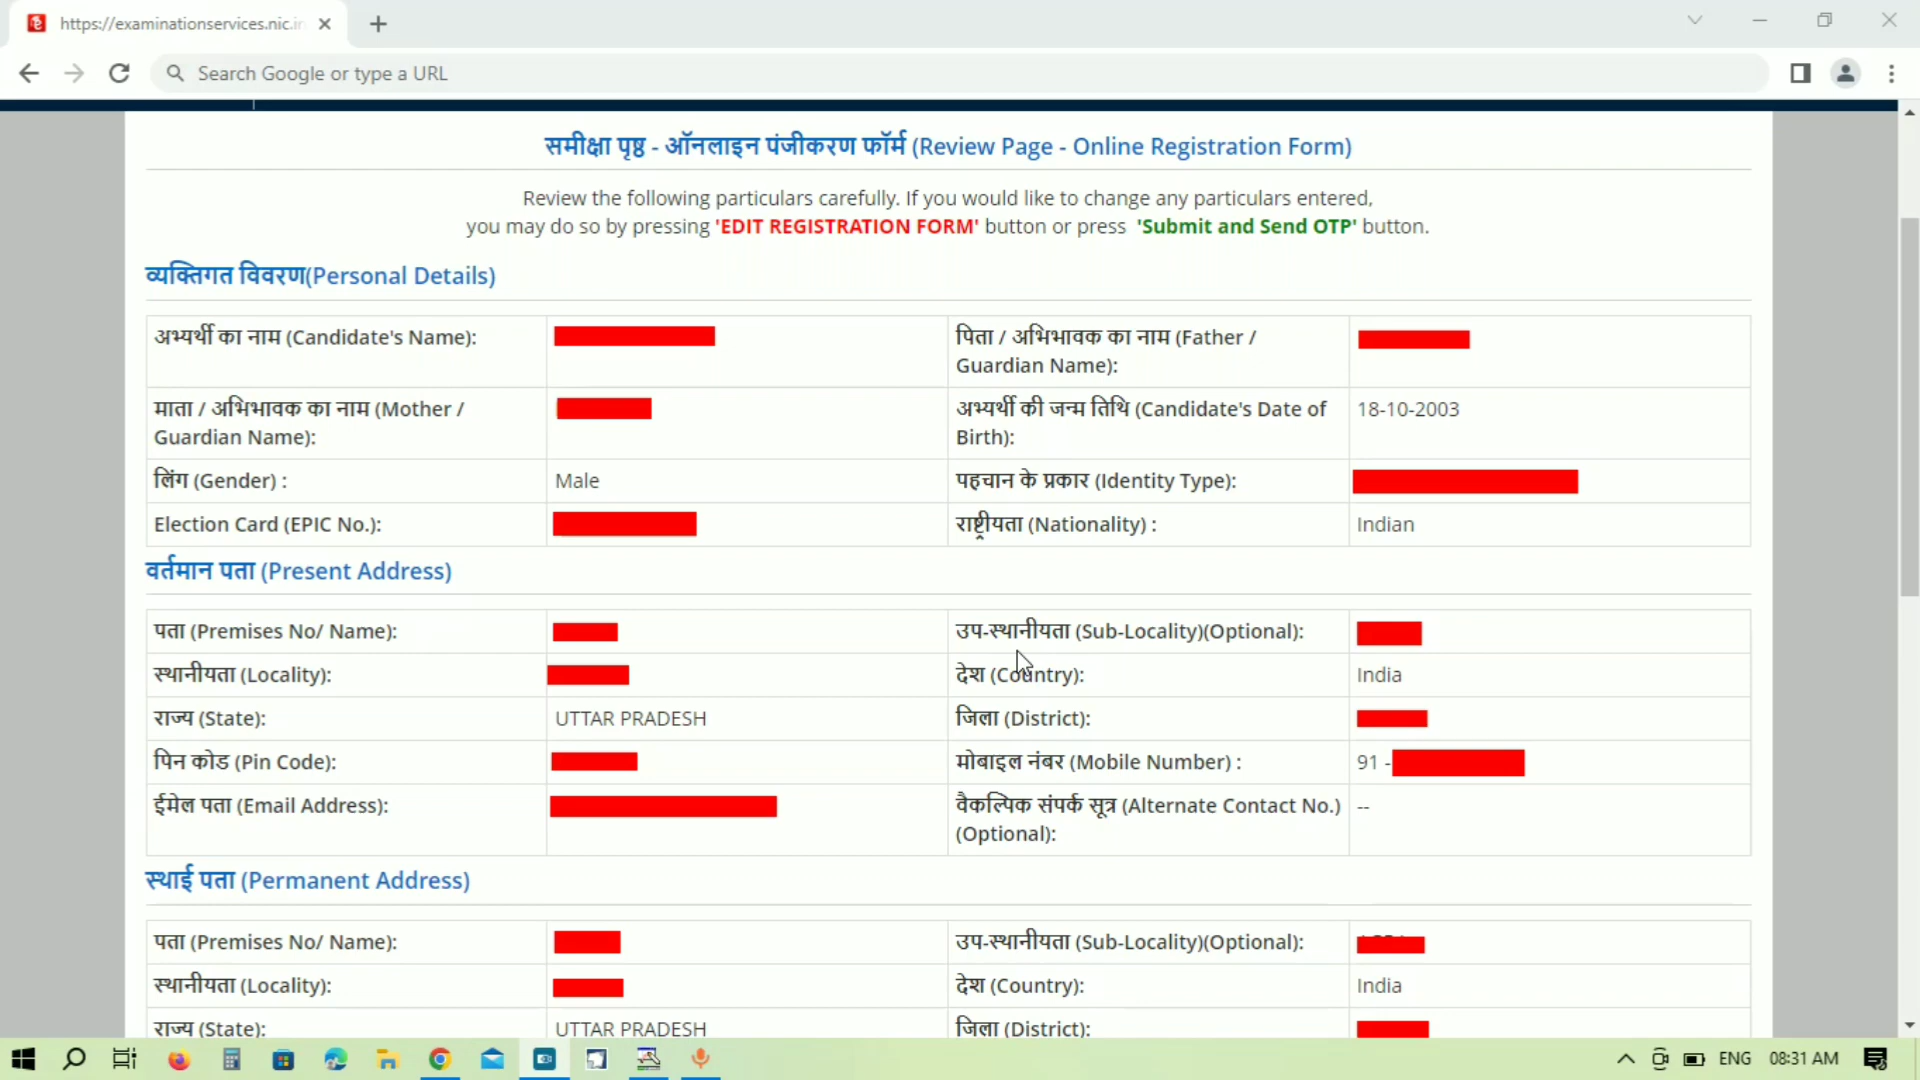 https://examinationservices.nic.in
Search Google or type a URL
समीक्षा पृष्ठ - ऑनलाइन पंजीकरण फॉर्म (Review Page - Online Registration Form)
Review the following particulars carefully. If you would like to change any particulars entered,
you may do so by pressing 'EDIT REGISTRATION FORM' button or press 'Submit and Send OTP' button.
व्यक्तिगत विवरण(Personal Details)
अभ्यर्थी का नाम (Candidate's Name):
पिता / अभिभावक का नाम (Father /
Guardian Name):
माता / अभिभावक का नाम (Mother /
Guardian Name):
अभ्यर्थी की जन्म तिथि (Candidate's Date of
Birth):
18-10-2003
लिंग (Gender) :
Male
पहचान के प्रकार (Identity Type):
Election Card (EPIC No.):
राष्ट्रीयता (Nationality) :
Indian
वर्तमान पता (Present Address)
पता (Premises No/ Name):
उप-स्थानीयता (Sub-Locality)(Optional):
स्थानीयता (Locality):
देश (Country):
India
राज्य (State):
UTTAR PRADESH
जिला (District):
पिन कोड (Pin Code):
मोबाइल नंबर (Mobile Number) :
91 -
ईमेल पता (Email Address):
वैकल्पिक संपर्क सूत्र (Alternate Contact No.)
(Optional):
--
स्थाई पता (Permanent Address)
पता (Premises No/ Name):
उप-स्थानीयता (Sub-Locality)(Optional):
स्थानीयता (Locality):
देश (Country):
India
राज्य (State):
UTTAR PRADESH
जिला (District):
ENG
08:31 AM